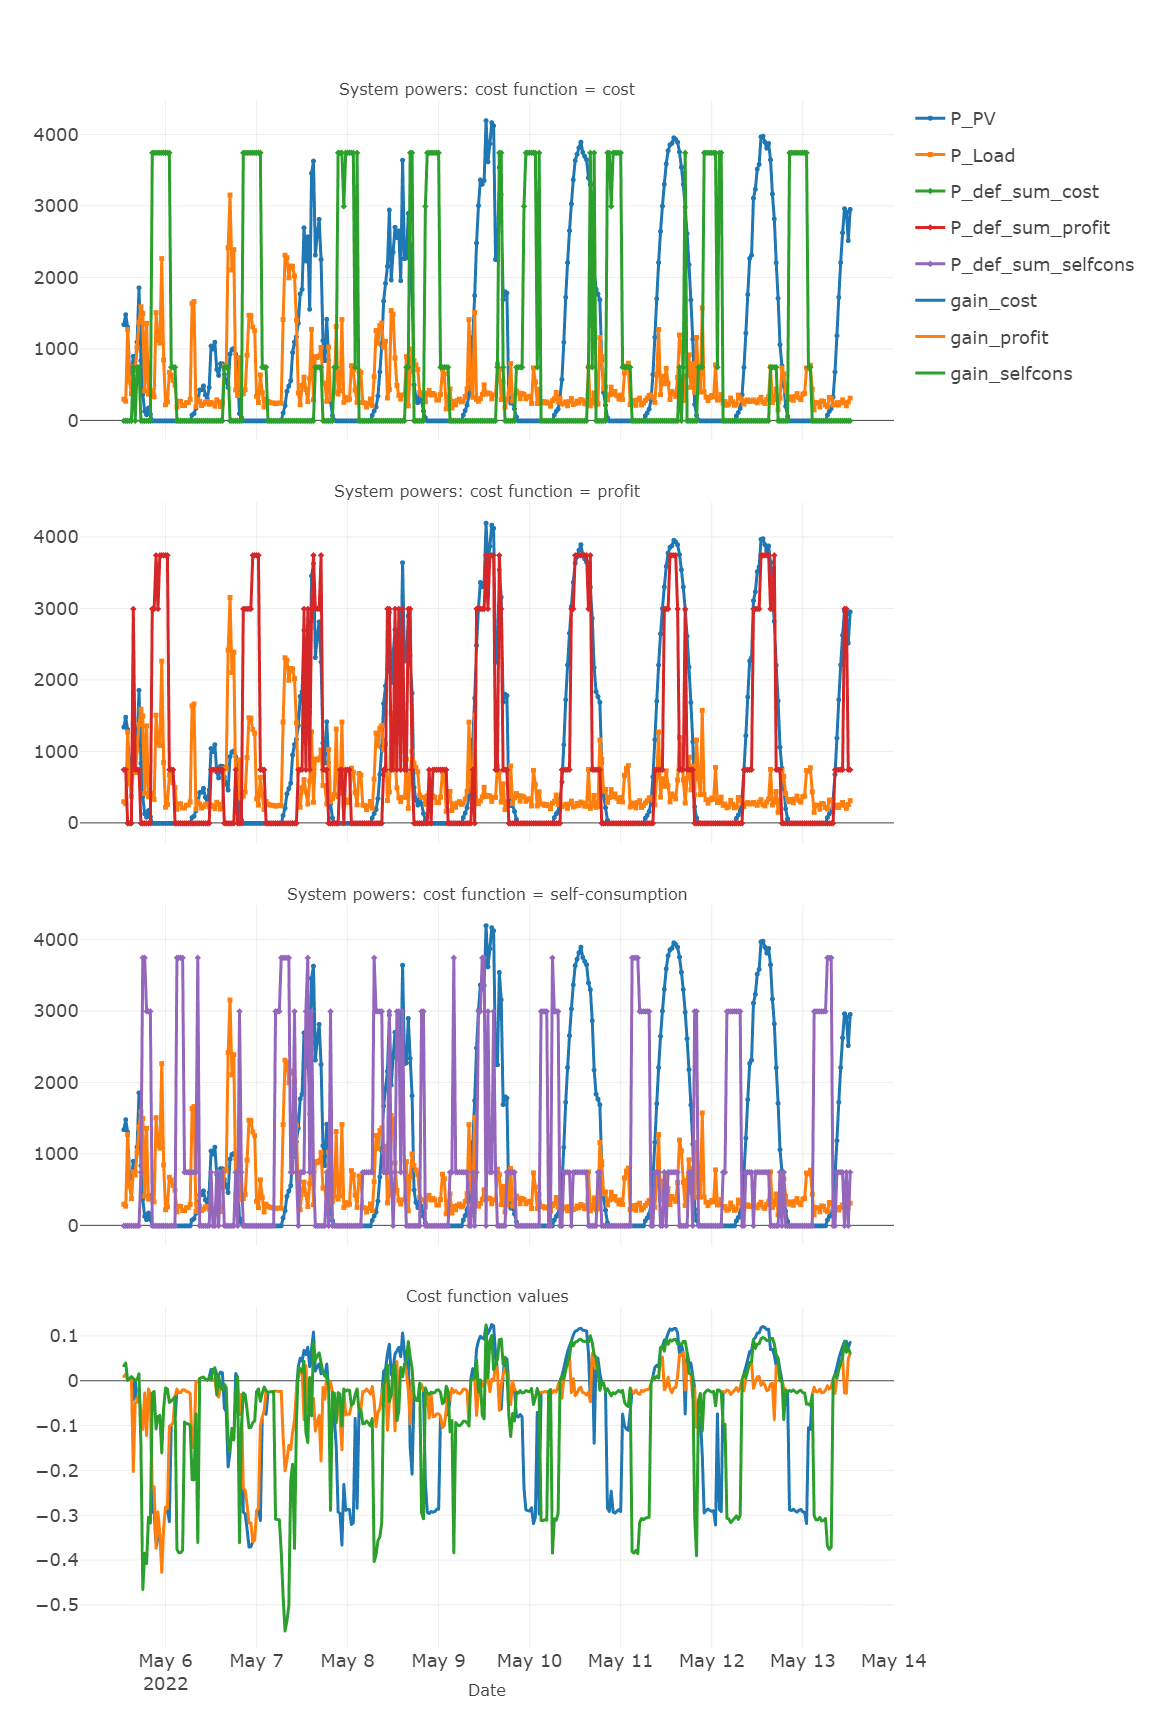 System powers: cost function = cost
4000
3000
2000
1000
0
P_PV
P_Load
P_def_sum_cost
P_def_sum_profit
P_def_sum_selfcons
gain_cost
gain_profit
gain_selfcons
System powers: cost function = profit
4000
3000
2000
1000
0
System powers: cost function = self-consumption
4000
3000
2000
1000
0
Cost function values
0.1
0
−0.1
−0.2
−0.3
−0.4
−0.5
May 6 May 7 May 8 May 9 May 10 May 11 May 12 May 13 May 14
2022
Date